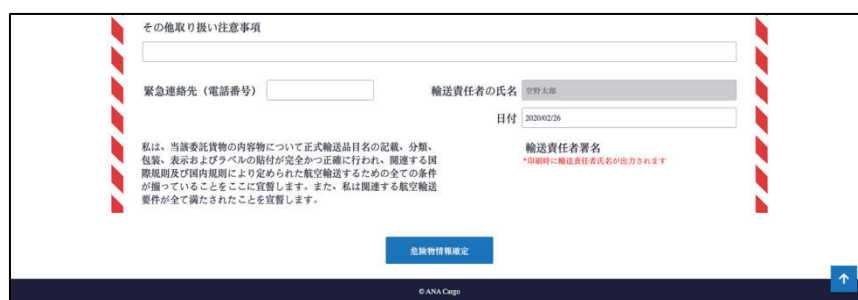 その他取り扱い注意事項
緊急連絡先（電話番号） 輸送責任者の氏名 空野太郎
日付 2020/02/26
私は、当該委託貨物の内容物について正式輸送品目名の記載、分類、
包装、表示およびラベルの貼付が完全かつ正確に行われ、関連する国
際規則及び国内規則により定められた航空輸送するための全ての条件
が揃っていることをここに宣誓します。また、私は関連する航空輸送
要件が全て満たされたことを宣誓します。
輸送責任者署名
*印刷時に輸送責任者氏名が出力されます
危険物情報確定
© ANA Cargo